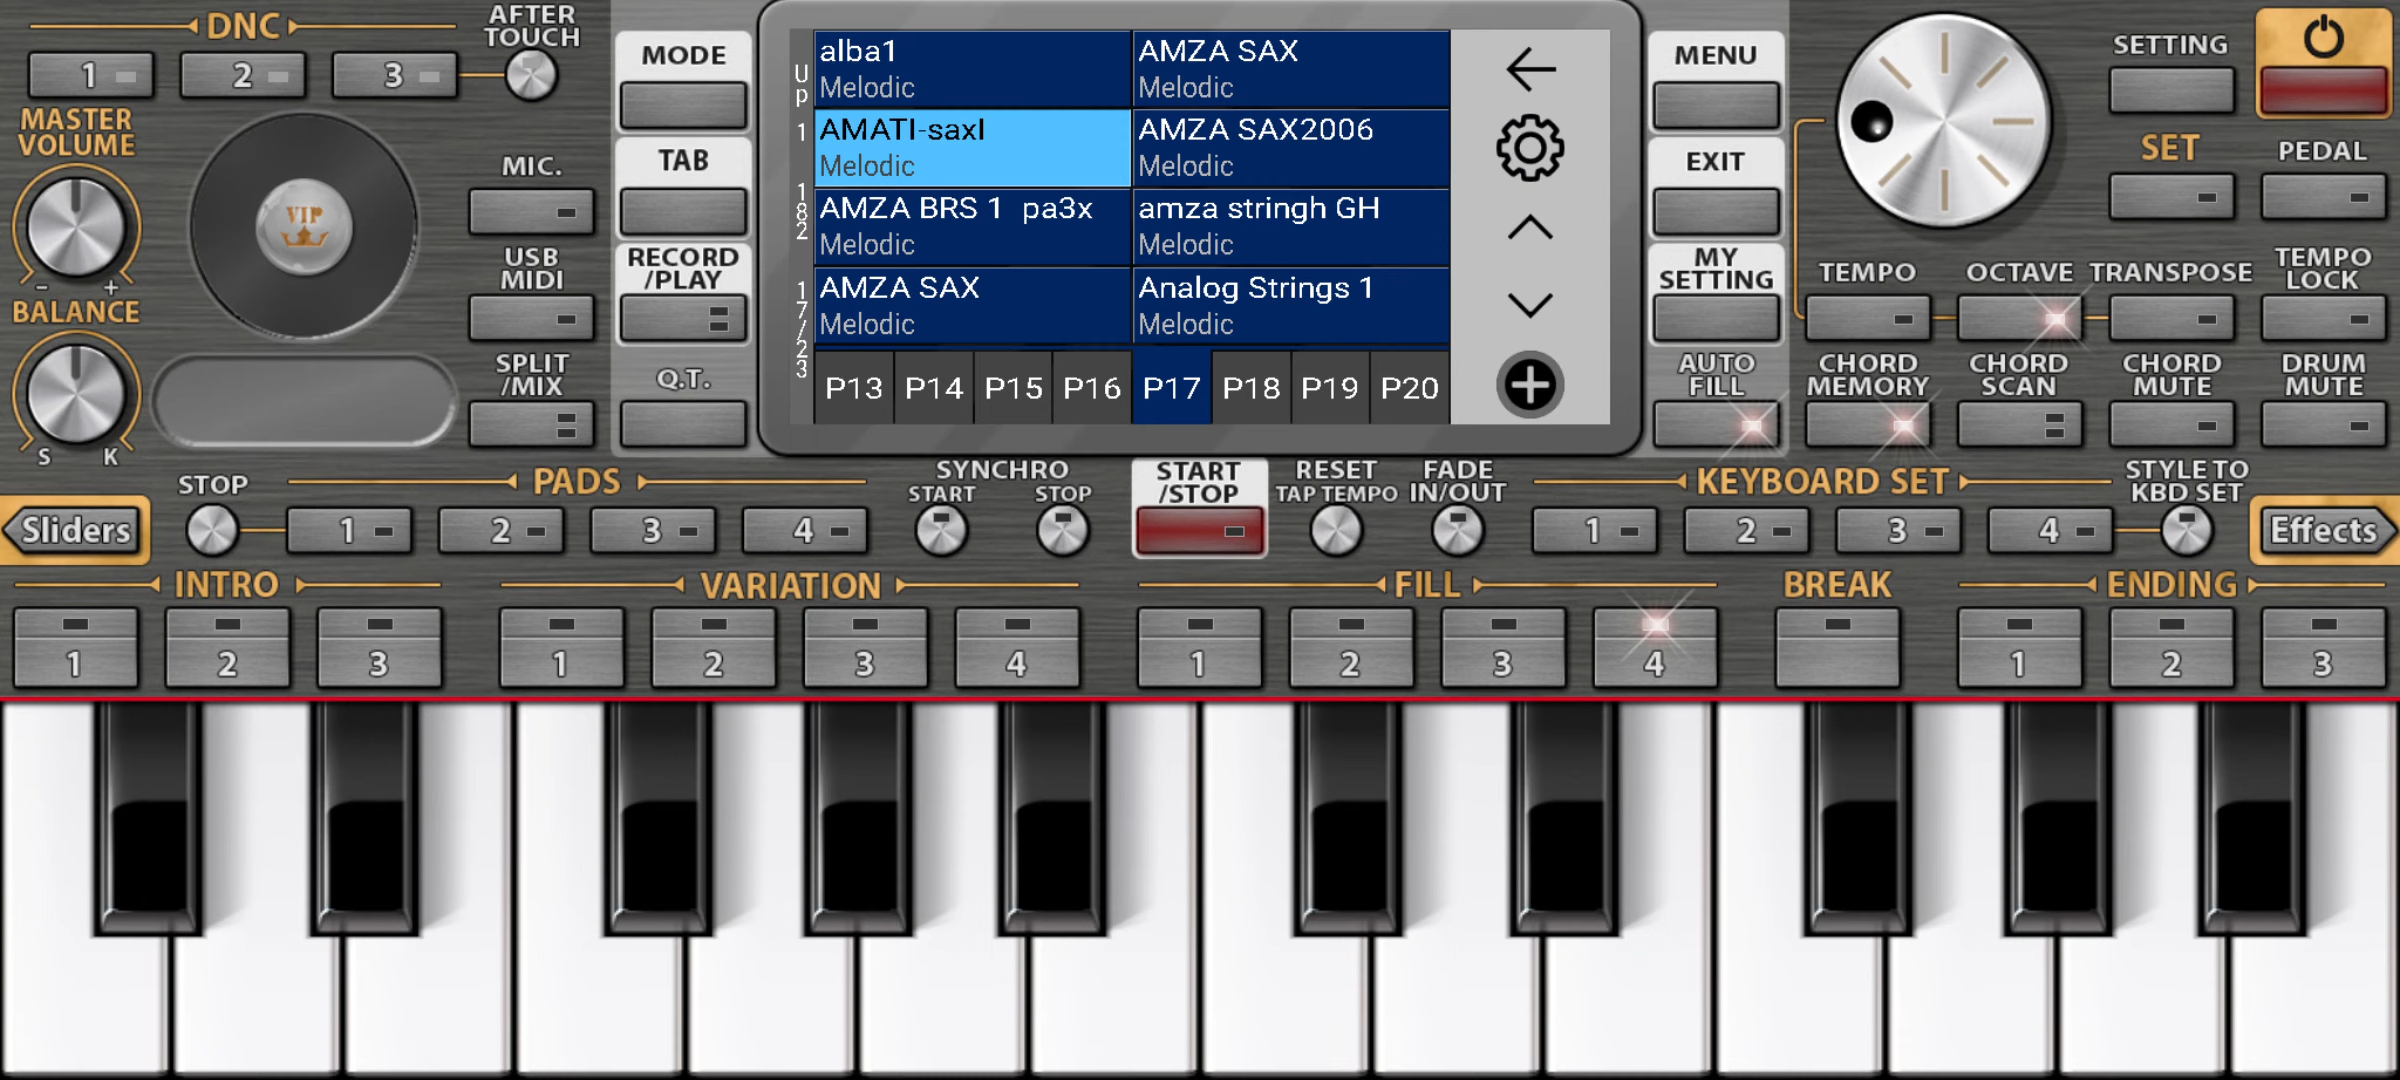 DNC
AFTER
TOUCH
1
2
3
MASTER
VOLUME
- +
BALANCE
S K
VIP
MIC.
USB
MIDI
SPLIT
/MIX
MODE
TAB
RECORD
/PLAY
Q.T.
Up
1
182
17/23
alba1
Melodic
AMZA SAX
Melodic
AMATI-saxI
Melodic
AMZA SAX2006
Melodic
AMZA BRS 1 pa3x
Melodic
amza stringh GH
Melodic
AMZA SAX
Melodic
Analog Strings 1
Melodic
P13 P14 P15 P16 P17 P18 P19 P20
MENU
EXIT
MY
SETTING
AUTO
FILL
SETTING
SET
PEDAL
TEMPO
OCTAVE
TRANSPOSE
TEMPO
LOCK
CHORD
MEMORY
CHORD
SCAN
CHORD
MUTE
DRUM
MUTE
Sliders
STOP
PADS
1
2
3
4
SYNCHRO
START STOP
START
/STOP
RESET
TAP TEMPO
FADE
IN/OUT
KEYBOARD SET
1
2
3
4
STYLE TO
KBD SET
Effects
INTRO
1
2
3
VARIATION
1
2
3
4
FILL
1
2
3
4
BREAK
ENDING
1
2
3